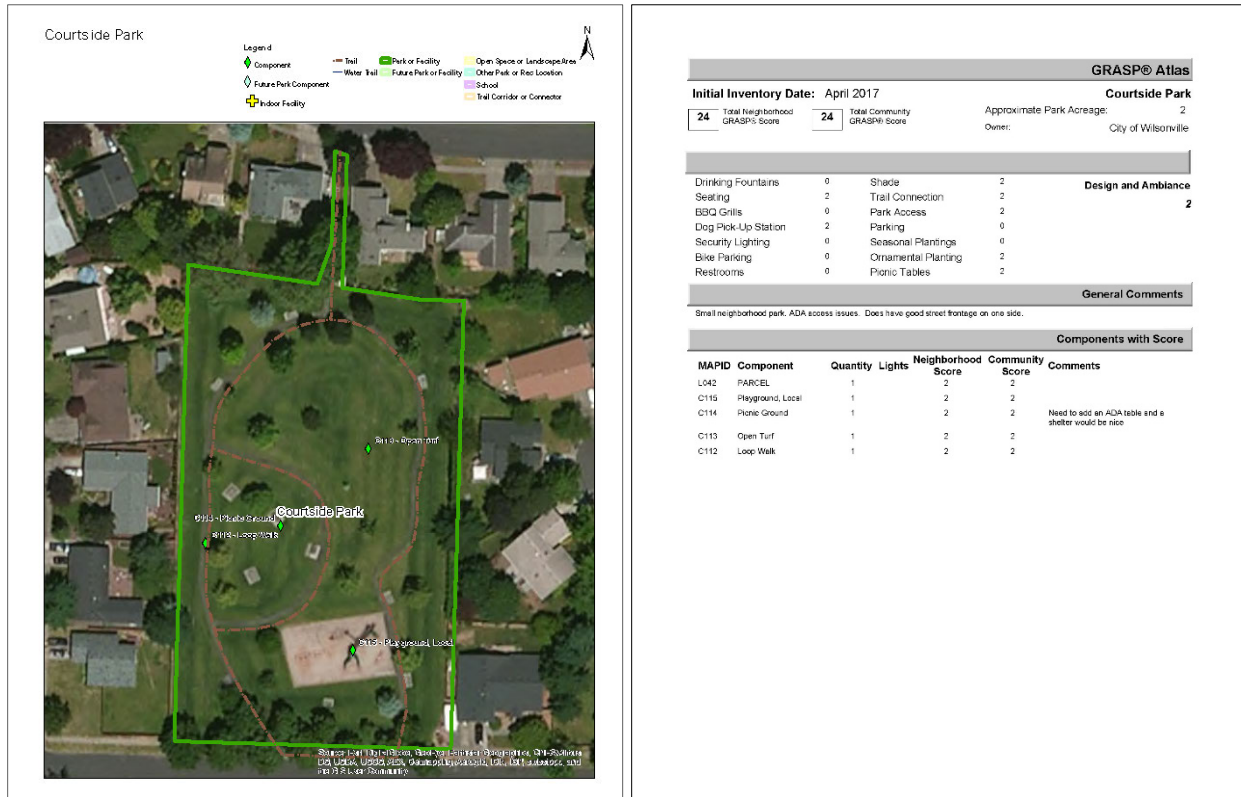 Courtside Park
Legend
Component
Future Park Component
Indoor Facility
Trail
Water Trail
Park or Facility
Future Park or Facility
Open Space or Landscape Area
Other Park or Rec Location
School
Trail Corridor or Connector
N
C113 - Open Turf
Courtside Park
C114 - Picnic Ground
C112 - Loop Walk
C115 - Playground, Local
GRASP® Atlas
Initial Inventory Date: April 2017 Courtside Park
24 Total Neighborhood GRASP® Score 24 Total Community GRASP® Score
Approximate Park Acreage: 2
Owner: City of Wilsonville
Drinking Fountains 0 Shade 2 Design and Ambiance
Seating 2 Trail Connection 2 2
BBQ Grills 0 Park Access 2
Dog Pick-Up Station 2 Parking 0
Security Lighting 0 Seasonal Plantings 0
Bike Parking 0 Ornamental Planting 2
Restrooms 0 Picnic Tables 2
General Comments
Small neighborhood park. ADA access issues. Does have good street frontage on one side.
Components with Score
MAPID Component Quantity Lights Neighborhood Score Community Score Comments
L042 PARCEL 1 2 2
C115 Playground, Local 1 2 2
C114 Picnic Ground 1 2 2 Need to add an ADA table and a
shelter would be nice
C113 Open Turf 1 2 2
C112 Loop Walk 1 2 2